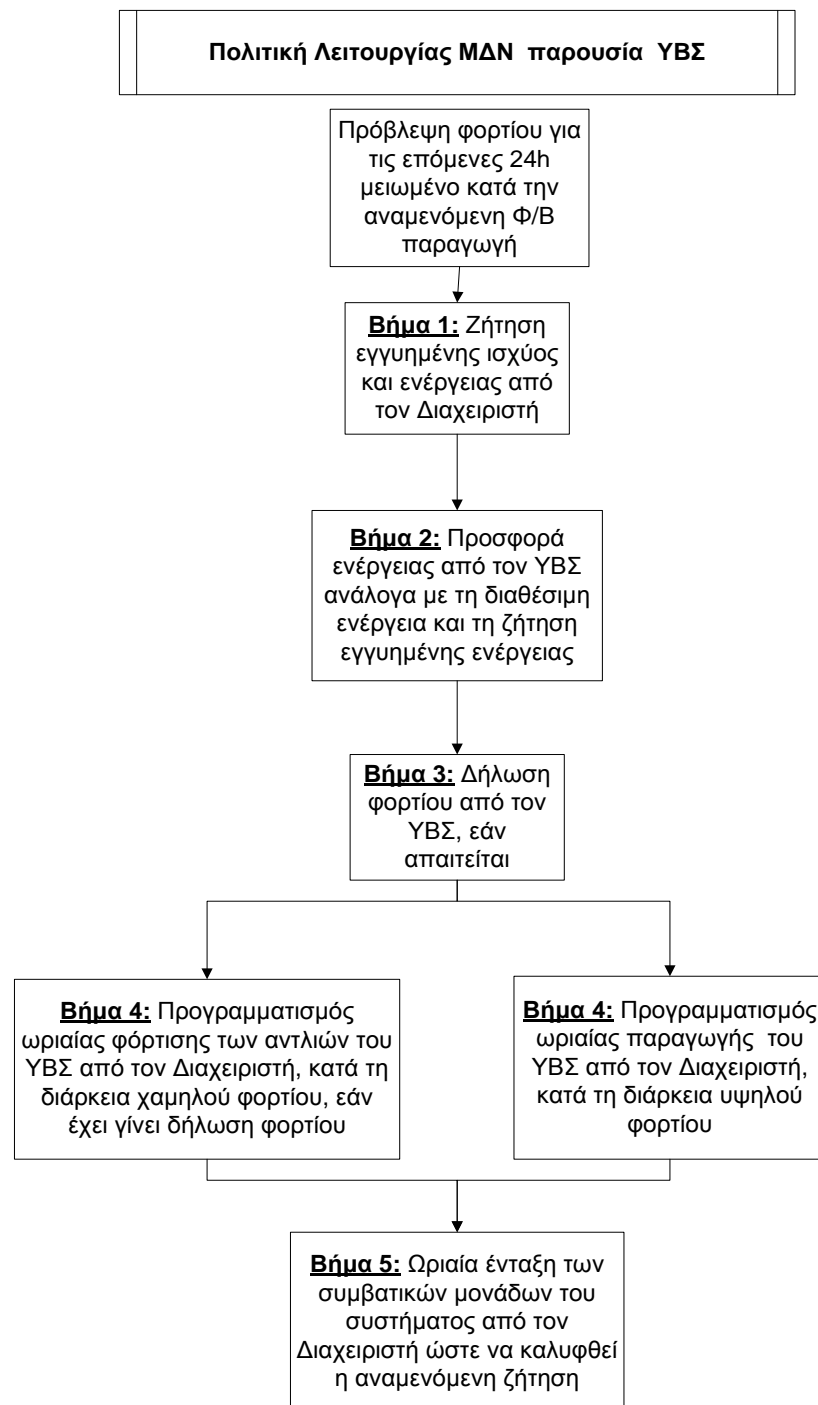 Πολιτική Λειτουργίας ΜΔΝ παρουσία ΥΒΣ
Πρόβλεψη φορτίου για
τις επόμενες 24h
μειωμένο κατά την
αναμενόμενη Φ/Β
παραγωγή
Βήμα 1: Ζήτηση
εγγυημένης ισχύος
και ενέργειας από
τον Διαχειριστή
Βήμα 2: Προσφορά
ενέργειας από τον ΥΒΣ
ανάλογα με τη διαθέσιμη
ενέργεια και τη ζήτηση
εγγυημένης ενέργειας
Βήμα 3: Δήλωση
φορτίου από τον
ΥΒΣ, εάν
απαιτείται
Βήμα 4: Προγραμματισμός
ωριαίας φόρτισης των αντλιών του
ΥΒΣ από τον Διαχειριστή, κατά τη
διάρκεια χαμηλού φορτίου, εάν
έχει γίνει δήλωση φορτίου
Βήμα 4: Προγραμματισμός
ωριαίας παραγωγής του
ΥΒΣ από τον Διαχειριστή,
κατά τη διάρκεια υψηλού
φορτίου
Βήμα 5: Ωριαία ένταξη των
συμβατικών μονάδων του
συστήματος από τον
Διαχειριστή ώστε να καλυφθεί
η αναμενόμενη ζήτηση